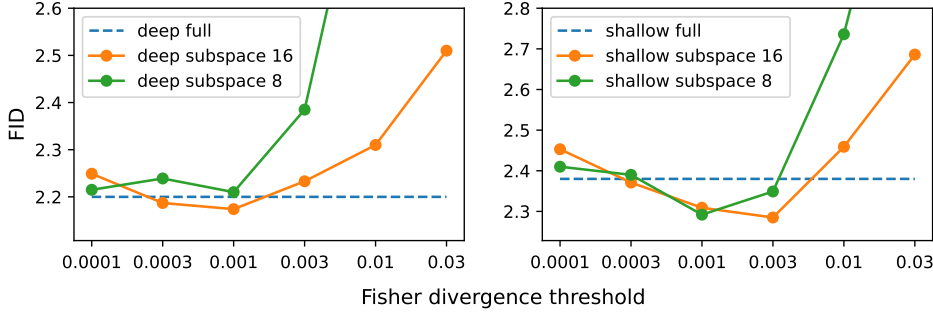 2.6
2.5
2.4
2.3
2.2
FID
deep full
deep subspace 16
deep subspace 8
0.0001 0.0003 0.001 0.003 0.01 0.03
2.8
2.7
2.6
2.5
2.4
2.3
shallow full
shallow subspace 16
shallow subspace 8
0.0001 0.0003 0.001 0.003 0.01 0.03
Fisher divergence threshold